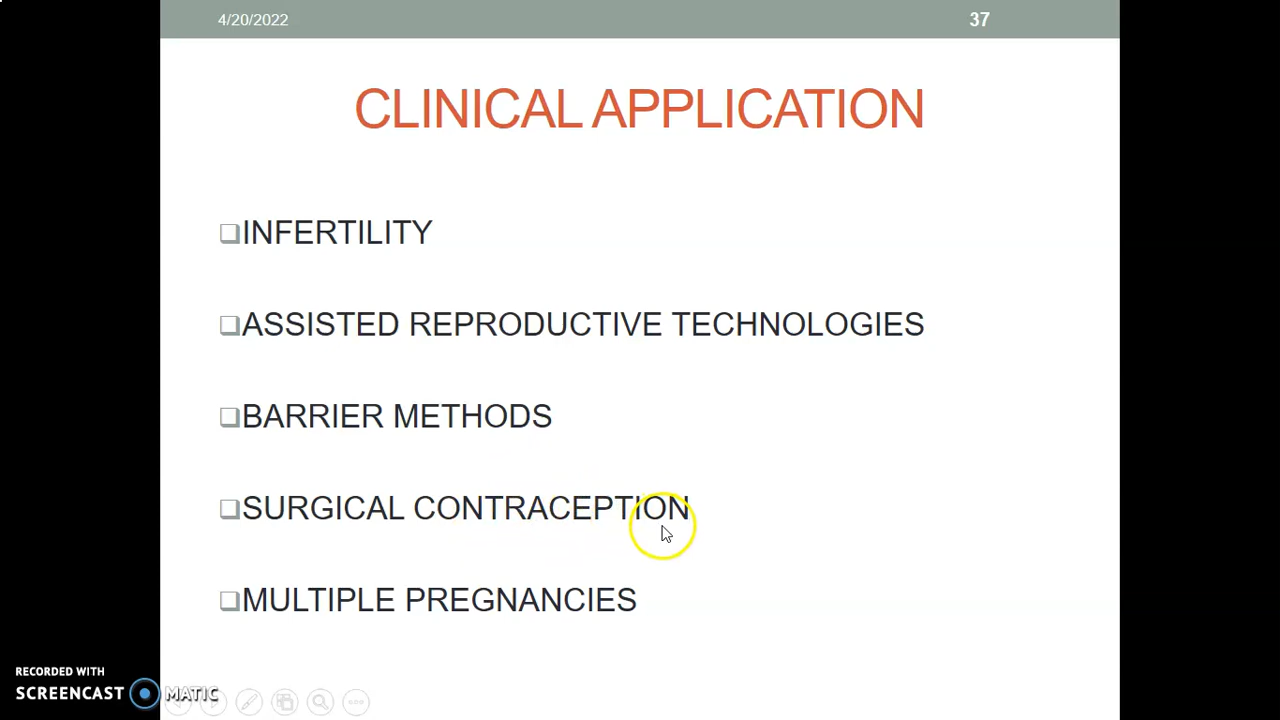 4/20/2022
37
CLINICAL APPLICATION
❑INFERTILITY
❑ASSISTED REPRODUCTIVE TECHNOLOGIES
❑BARRIER METHODS
❑SURGICAL CONTRACEPTION
❑MULTIPLE PREGNANCIES
RECORDED WITH
SCREENCAST MATIC